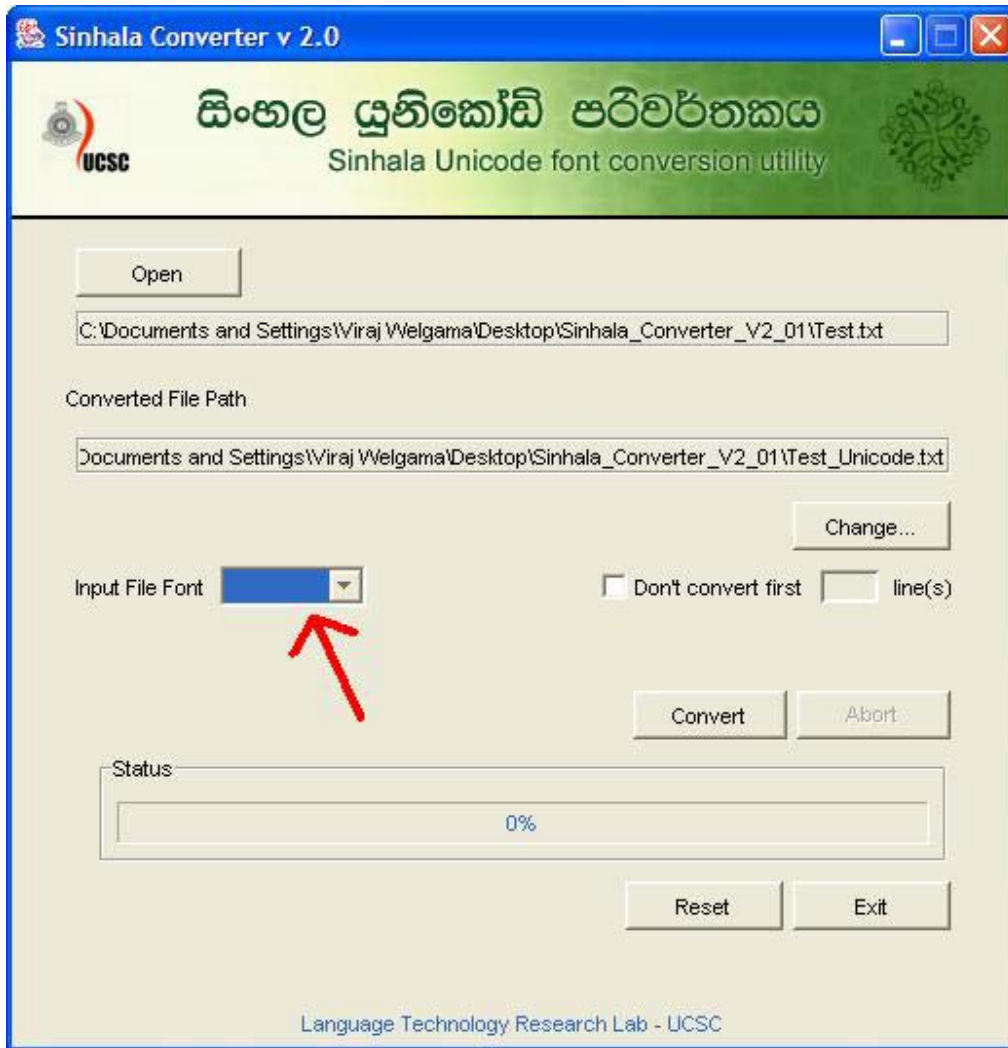 Sinhala Converter v 2.0
සිංහල යුනිකෝඩ් පරිවර්තකය
UCSC
Sinhala Unicode font conversion utility
Open
C:\Documents and Settings\Viraj Welgama\Desktop\Sinhala_Converter_V2_01\Test.txt
Converted File Path
Documents and Settings\Viraj Welgama\Desktop\Sinhala_Converter_V2_01\Test_Unicode.txt
Change...
Input File Font Don't convert first line(s)
Convert Abort
Status
0%
Reset Exit
Language Technology Research Lab - UCSC